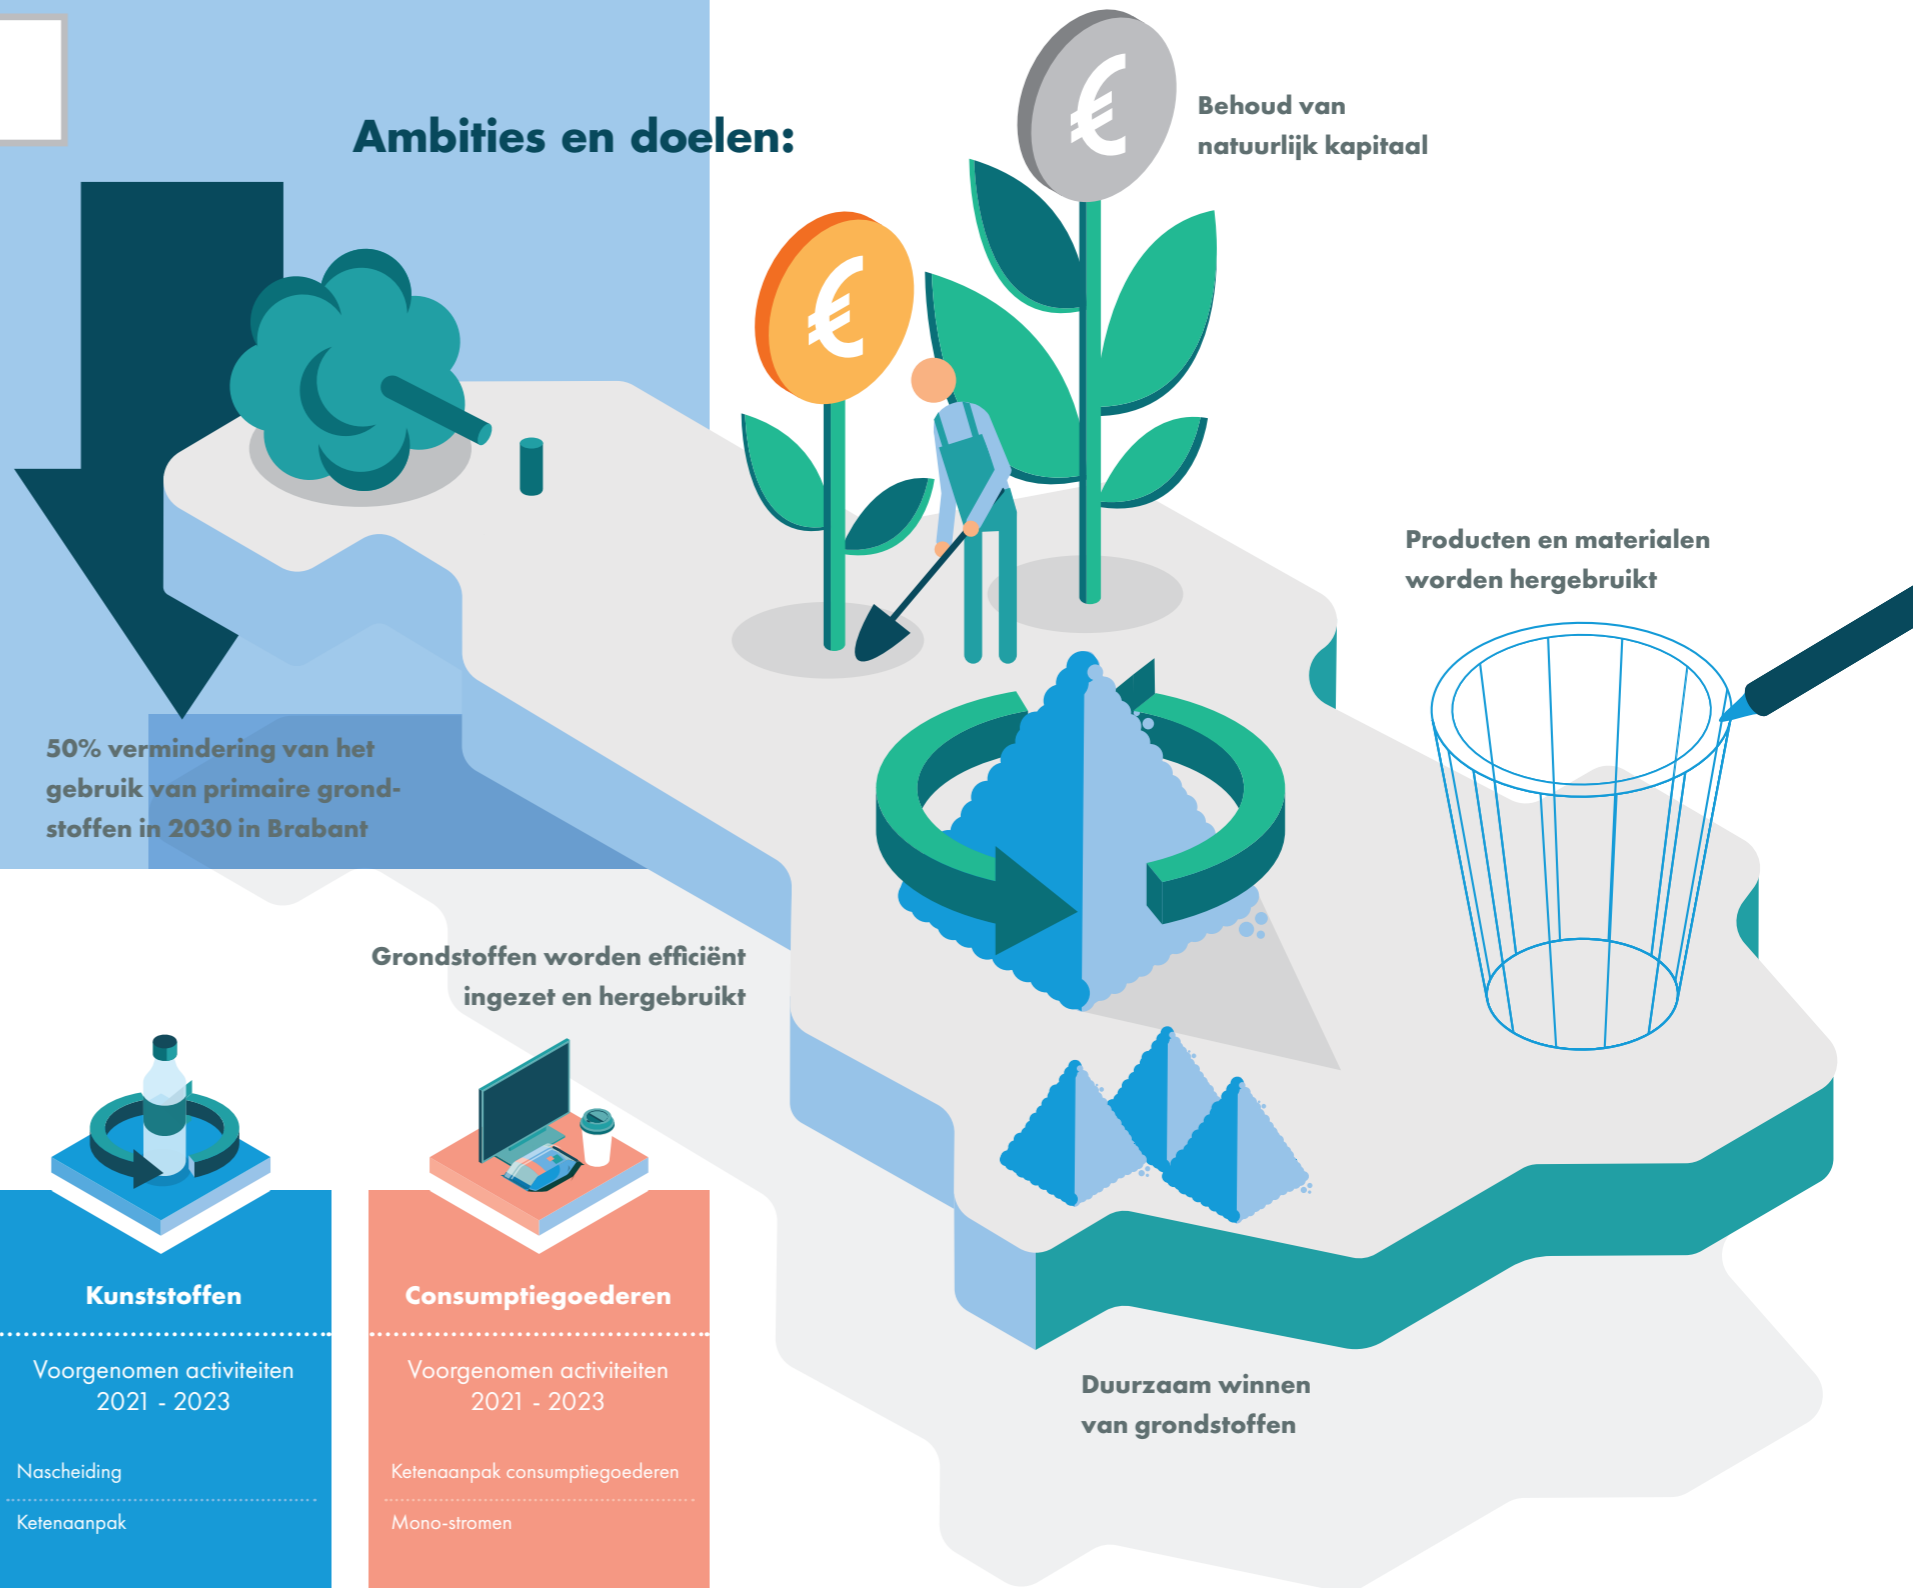 Ambities en doelen:
Behoud van
natuurlijk kapitaal
Producten en materialen
worden hergebruikt
50% vermindering van het
gebruik van primaire grond-
stoffen in 2030 in Brabant
Grondstoffen worden efficiënt
ingezet en hergebruikt
Duurzaam winnen
van grondstoffen
Kunststoffen
Voorgenomen activiteiten
2021 - 2023
Nascheiding
Ketenaanpak
Consumptiegoederen
Voorgenomen activiteiten
2021 - 2023
Ketenaanpak consumptiegoederen
Mono-stromen
€
€